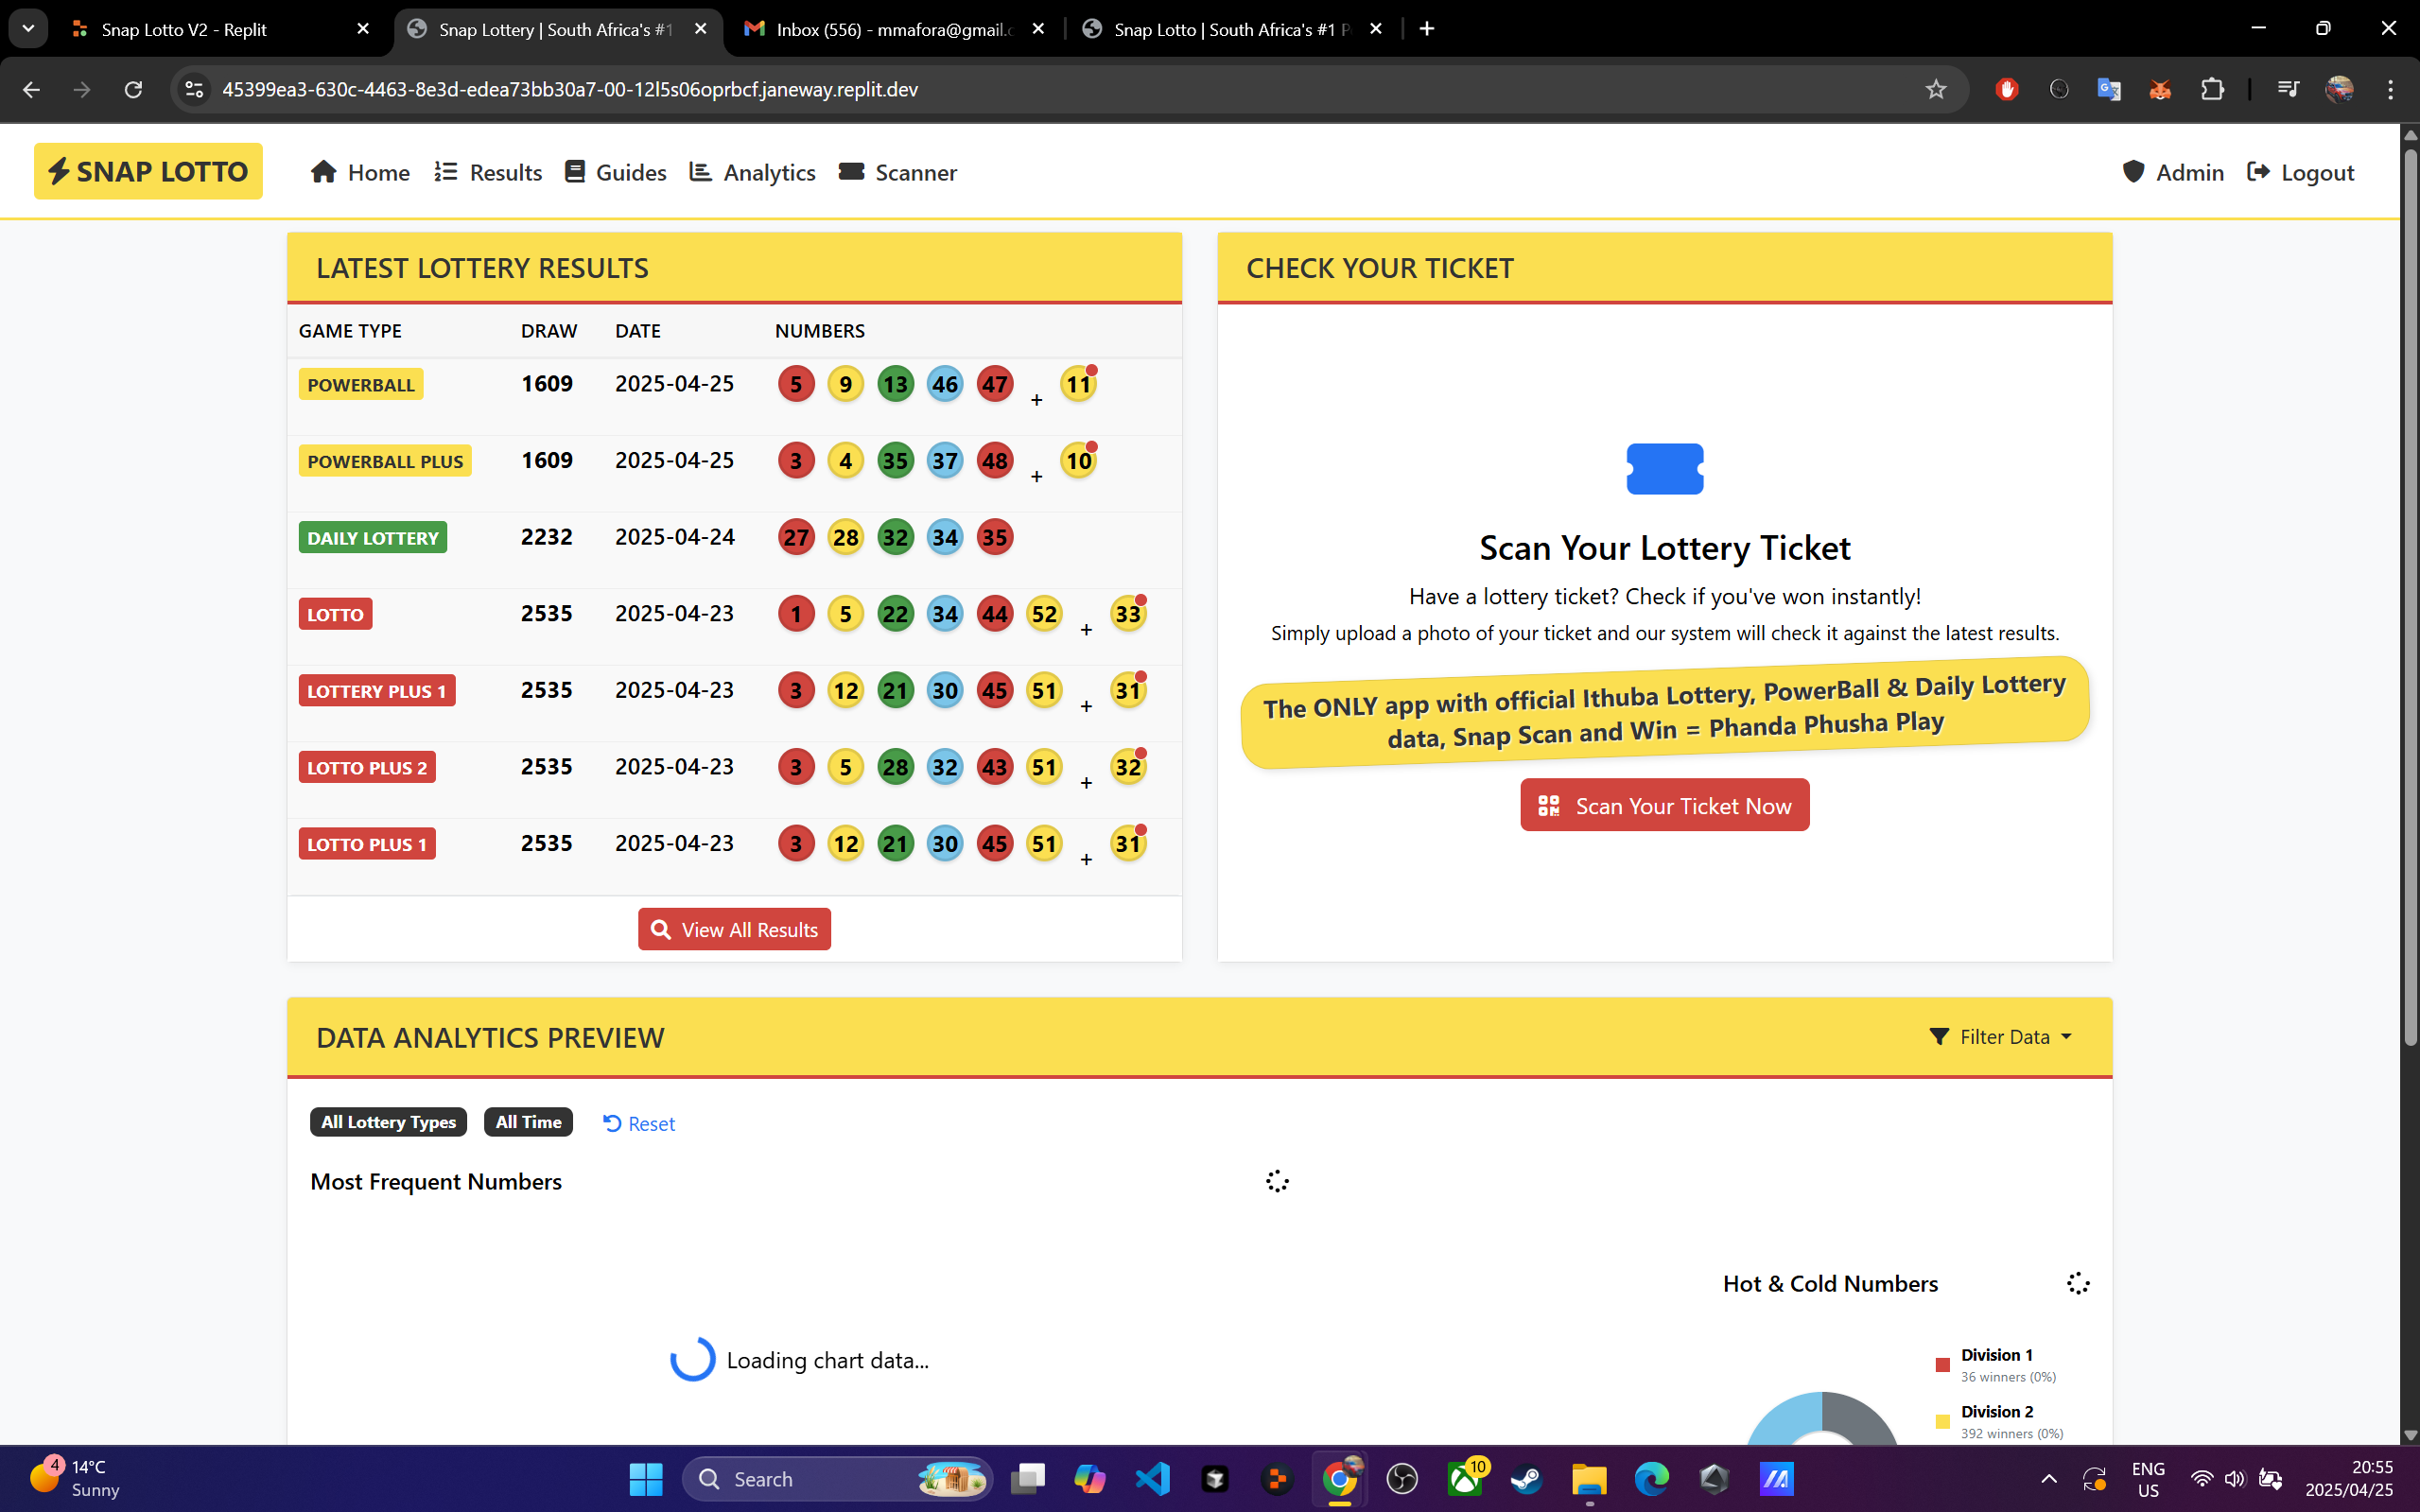 Snap Lotto V2 - Replit
Snap Lottery | South Africa's #1
Inbox (556) - mmafora@gmail.c
Snap Lotto | South Africa's #1 P
45399ea3-630c-4463-8e3d-edea73bb30a7-00-12l5s06oprbcf.janeway.replit.dev
SNAP LOTTO
Home
Results
Guides
Analytics
Scanner
Admin
Logout
LATEST LOTTERY RESULTS
GAME TYPE DRAW DATE NUMBERS
POWERBALL 1609 2025-04-25 5 9 13 46 47 + 11
POWERBALL PLUS 1609 2025-04-25 3 4 35 37 48 + 10
DAILY LOTTERY 2232 2025-04-24 27 28 32 34 35
LOTTO 2535 2025-04-23 1 5 22 34 44 52 + 33
LOTTERY PLUS 1 2535 2025-04-23 3 12 21 30 45 51 + 31
LOTTO PLUS 2 2535 2025-04-23 3 5 28 32 43 51 + 32
LOTTO PLUS 1 2535 2025-04-23 3 12 21 30 45 51 + 31
View All Results
CHECK YOUR TICKET
Scan Your Lottery Ticket
Have a lottery ticket? Check if you've won instantly!
Simply upload a photo of your ticket and our system will check it against the latest results.
The ONLY app with official Ithuba Lottery, PowerBall & Daily Lottery
data, Snap Scan and Win = Phanda Phusha Play
Scan Your Ticket Now
DATA ANALYTICS PREVIEW
Filter Data
All Lottery Types
All Time
Reset
Most Frequent Numbers
Loading chart data...
Hot & Cold Numbers
Division 1
36 winners (0%)
Division 2
392 winners (0%)
4
14°C
Sunny
Search
10
ENG
US
20:55
2025/04/25